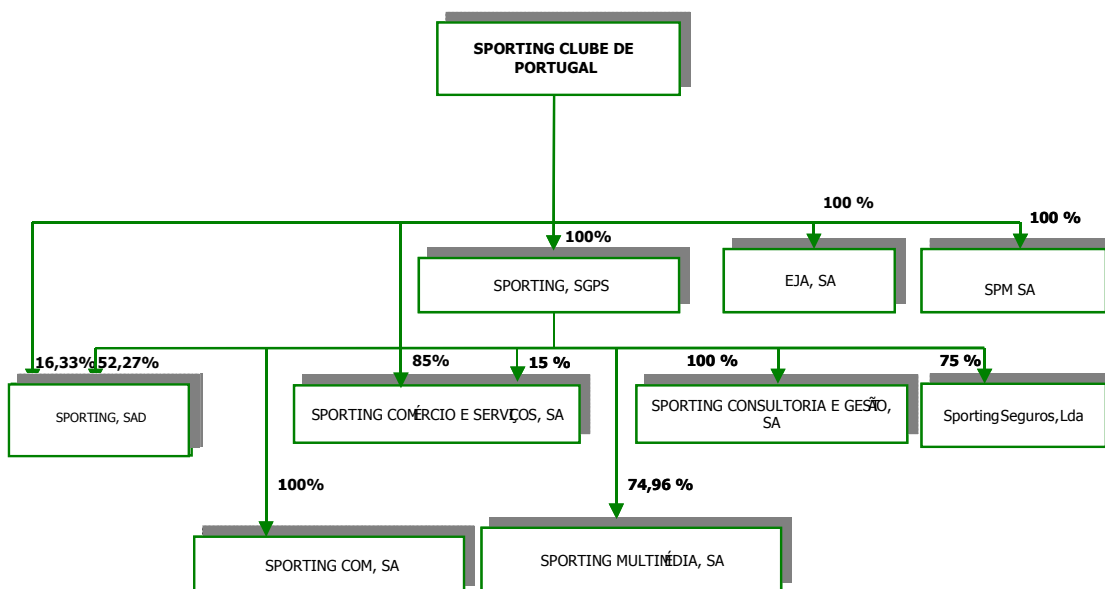 SPORTING CLUBE DE
PORTUGAL
100 %
100 %
100%
SPORTING, SGPS
EJA, SA
SPM SA
16,33%
52,27%
85%
15 %
100 %
75 %
SPORTING, SAD
SPORTING COMÉRCIO E SERVIÇOS, SA
SPORTING CONSULTORIA E GESTÃO,
SA
Sporting Seguros, Lda
100%
74,96 %
SPORTING COM, SA
SPORTING MULTIMÉDIA, SA